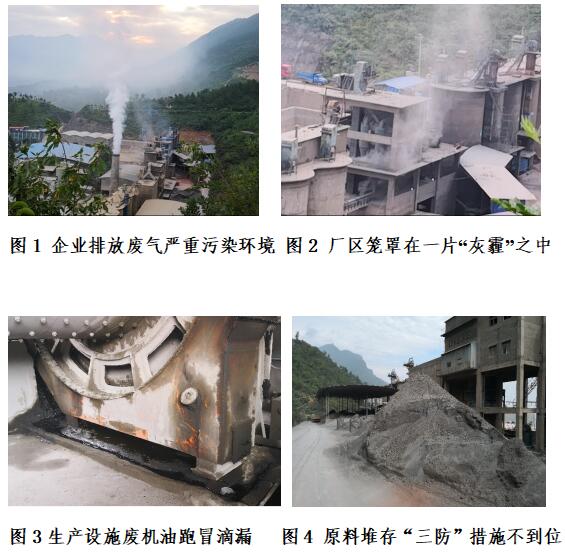 图1 企业排放废气严重污染环境
图2 厂区笼罩在一片“灰霾”之中
图3生产设施废机油跑冒滴漏
图4 原料堆存“三防”措施不到位